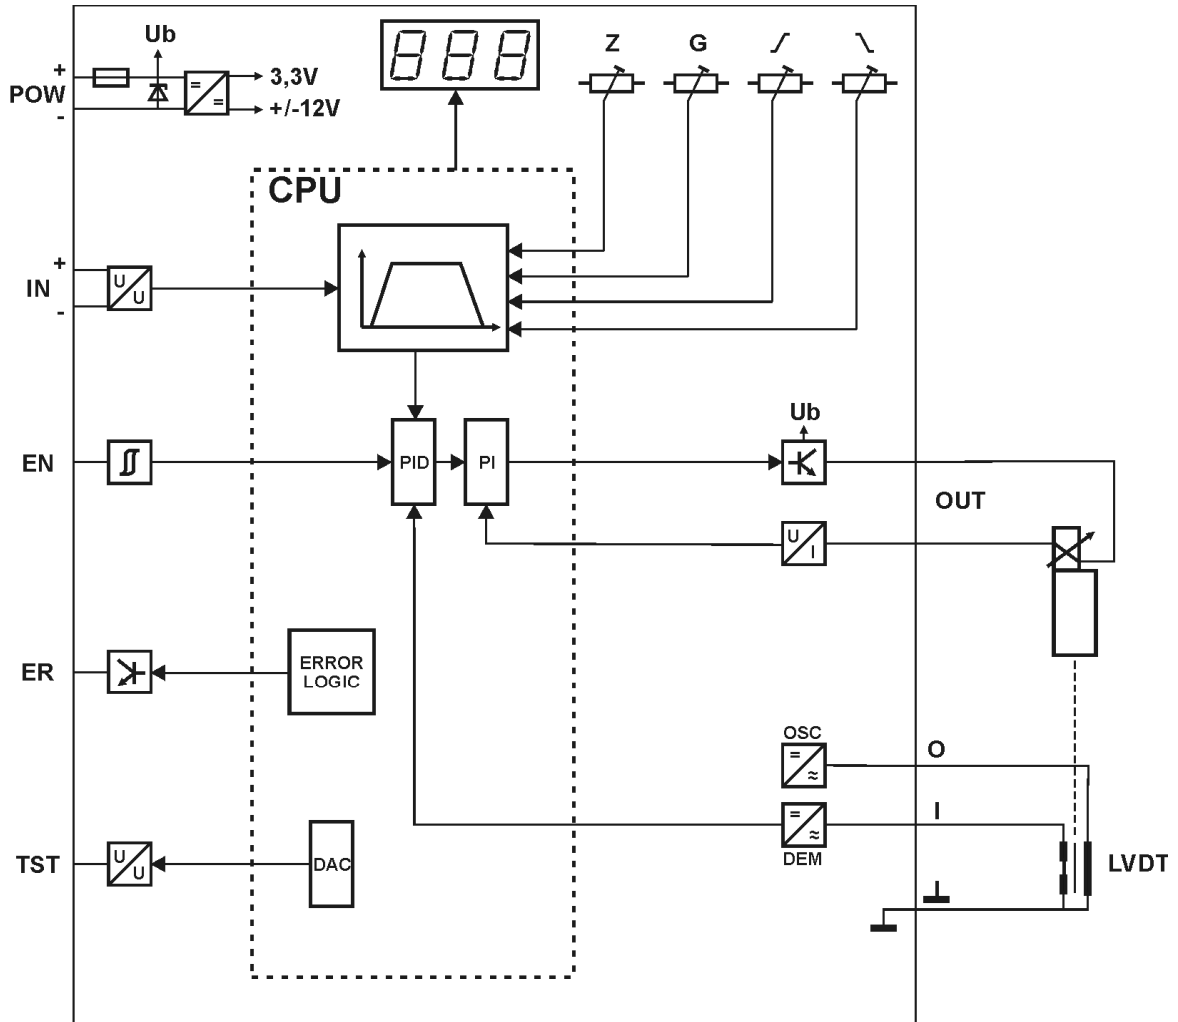 Ub
Z
G
+
POW
-
=
=
3,3V
+/-12V
CPU
+
IN
-
U
U
Ub
EN
PID
PI
OUT
U
I
ER
ERROR
LOGIC
OSC
=
≈
O
I
=
≈
DEM
TST
U
U
DAC
LVDT